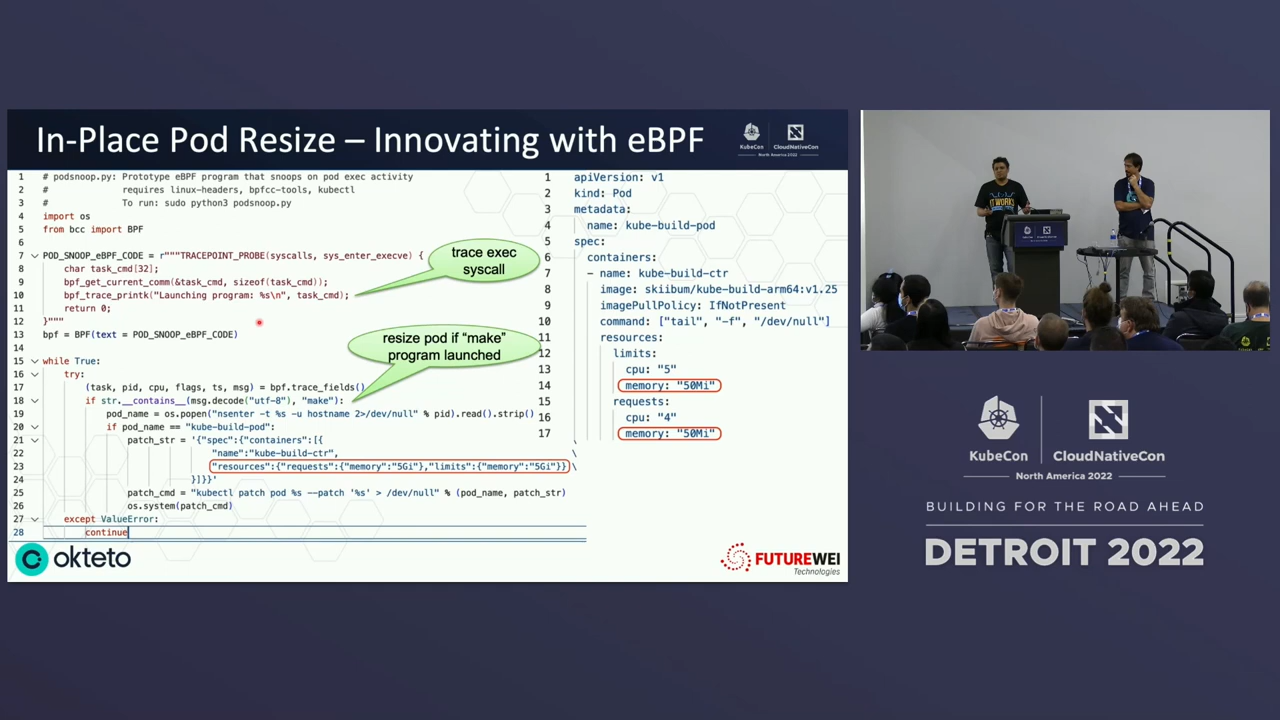 In-Place Pod Resize – Innovating with eBPF
KubeCon
CloudNativeCon
North America 2022
1 # podsnoop.py: Prototype eBPF program that snoops on pod exec activity
2 # requires linux-headers, bpfcc-tools, kubectl
3 # To run: sudo python3 podsnoop.py
4 import os
5 from bcc import BPF
6
7 POD_SNOOP_eBPF_CODE = r"""TRACEPOINT_PROBE(syscalls, sys_enter_execve) {
8 char task_cmd[32];
9 bpf_get_current_comm(&task_cmd, sizeof(task_cmd));
10 bpf_trace_printk("Launching program: %s\n", task_cmd);
11 return 0;
12 }"""
13 bpf = BPF(text = POD_SNOOP_eBPF_CODE)
14
15 while True:
16 try:
17 (task, pid, cpu, flags, ts, msg) = bpf.trace_fields()
18 if str.__contains__(msg.decode("utf-8"), "make"):
19 pod_name = os.popen("nsenter -t %s -u hostname 2>/dev/null" % pid).read().strip()
20 if pod_name == "kube-build-pod":
21 patch_str = '{"spec":{"containers":[{ \
22 "name":"kube-build-ctr", \
23 "resources":{"requests":{"memory":"5Gi"},"limits":{"memory":"5Gi"}} \
24 }]}}'
25 patch_cmd = "kubectl patch pod %s --patch '%s' > /dev/null" % (pod_name, patch_str)
26 os.system(patch_cmd)
27 except ValueError:
28 continue
trace exec
syscall
resize pod if “make”
program launched
1 apiVersion: v1
2 kind: Pod
3 metadata:
4 name: kube-build-pod
5 spec:
6 containers:
7 - name: kube-build-ctr
8 image: skiibum/kube-build-arm64:v1.25
9 imagePullPolicy: IfNotPresent
10 command: ["tail", "-f", "/dev/null"]
11 resources:
12 limits:
13 cpu: "5"
14 memory: "50Mi"
15 requests:
16 cpu: "4"
17 memory: "50Mi"
okteto
FUTUREWEI
Technologies
IT WORKS
KubeCon
CloudNativeCon
North America 2022
BUILDING FOR THE ROAD AHEAD
DETROIT 2022